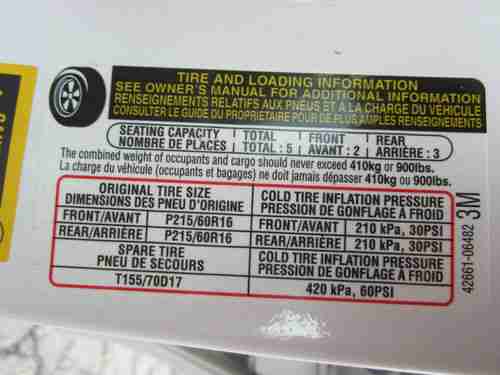 TIRE AND LOADING INFORMATION
SEE OWNER'S MANUAL FOR ADDITIONAL INFORMATION
RENSEIGNEMENTS RELATIFS AUX PNEUS ET A LA CHARGE DU VÉHICULE
CONSULTER LE GUIDE DU PROPRIETAIRE POUR DE PLUS AMPLES RENSEIGNEMENTS
SEATING CAPACITY TOTAL FRONT REAR
NOMBRE DE PLACES TOTAL : 5 AVANT : 2 ARRIÈRE : 3
The combined weight of occupants and cargo should never exceed 410kg or 900lbs.
La charge du véhicule (occupants et bagages) ne doit jamais dépasser 410kg or 900lbs.
ORIGINAL TIRE SIZE COLD TIRE INFLATION PRESSURE
DIMENSIONS DES PNEU D'ORIGINE PRESSION DE GONFLAGE À FROID
FRONT/AVANT P215/60R16 FRONT/AVANT 210 kPa, 30PSI
REAR/ARRIÈRE P215/60R16 REAR/ARRIÈRE 210 kPa, 30PSI
SPARE TIRE COLD TIRE INFLATION PRESSURE
PNEU DE SECOURS PRESSION DE GONFLAGE À FROID
T155/70D17 420 kPa, 60PSI
42661-06482 3M